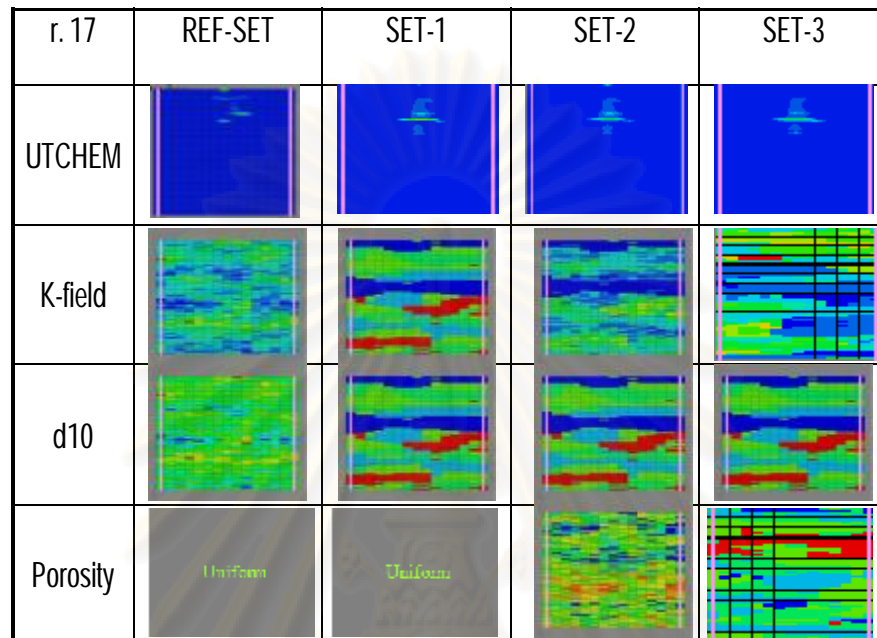 r. 17 REF-SET SET-1 SET-2 SET-3
UTCHEM
K-field
d10
Porosity Uniform Uniform